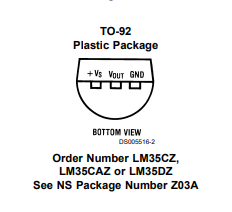 TO-92
Plastic Package
+VS VOUT GND
BOTTOM VIEW
DS005516-2
Order Number LM35CZ,
LM35CAZ or LM35DZ
See NS Package Number Z03A